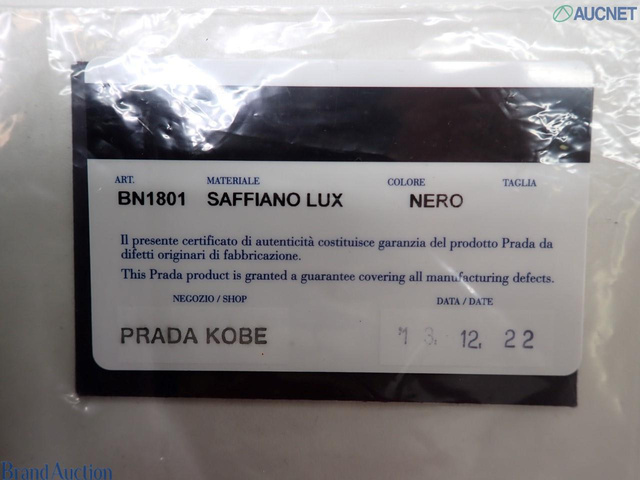 AUCNET
ART. MATERIALE COLORE TAGLIA
BN1801 SAFFIANO LUX NERO
Il presente certificato di autenticità costituisce garanzia del prodotto Prada da
difetti originari di fabbricazione.
This Prada product is granted a guarantee covering all manufacturing defects.
NEGOZIO / SHOP DATA / DATE
PRADA KOBE 13. 12. 22
Brand Auction